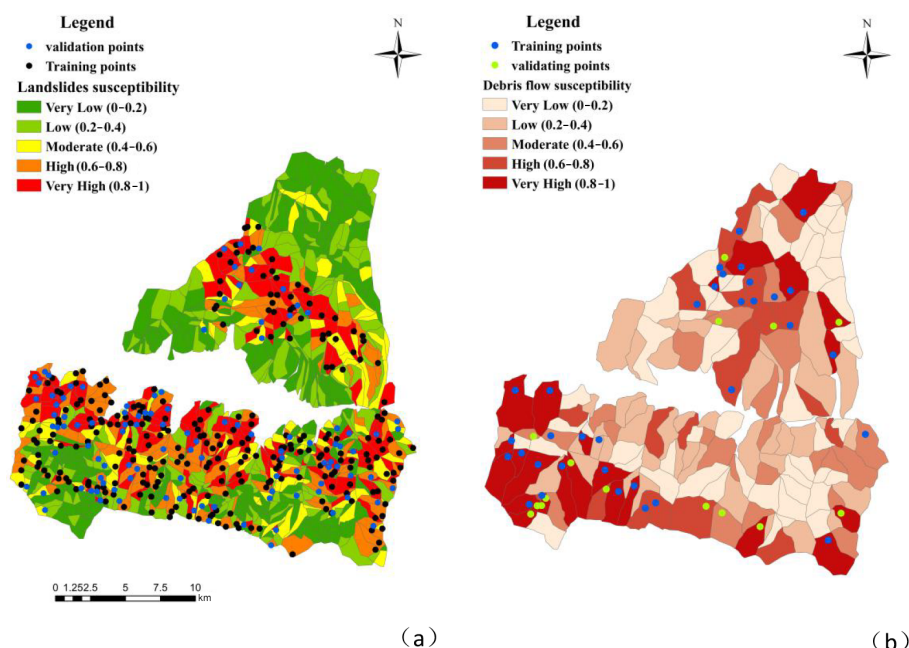 Legend
validation points
Training points
Landslides susceptibility
Very Low (0-0.2)
Low (0.2-0.4)
Moderate (0.4-0.6)
High (0.6-0.8)
Very High (0.8-1)
N
0 1.252.5 5 7.5 10
km
（a）
Legend
Training points
validating points
Debris flow susceptibility
Very Low (0-0.2)
Low (0.2-0.4)
Moderate (0.4-0.6)
High (0.6-0.8)
Very High (0.8-1)
N
（b）